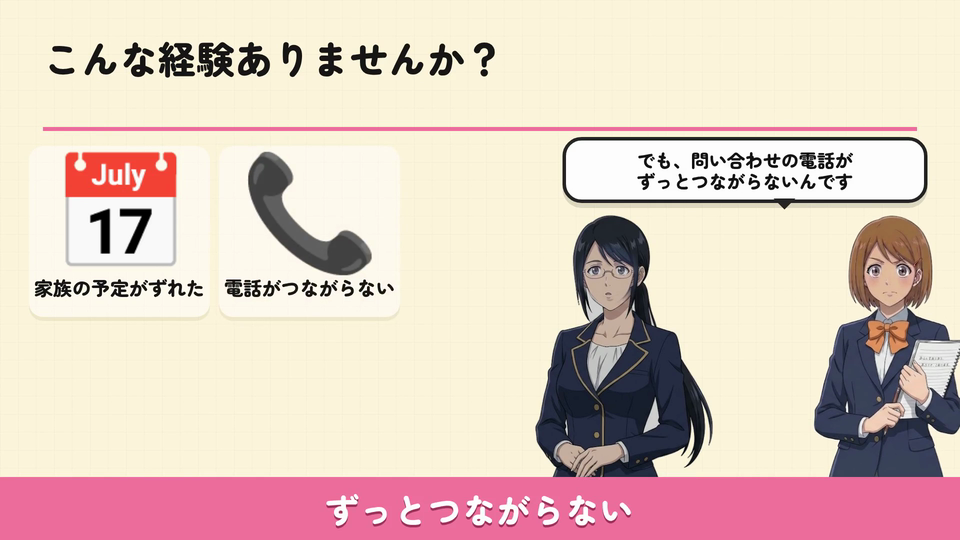 こんな経験ありませんか？
July
17
家族の予定がずれた
電話がつながらない
でも、問い合わせの電話が
ずっとつながらないんです
ずっとつながらない